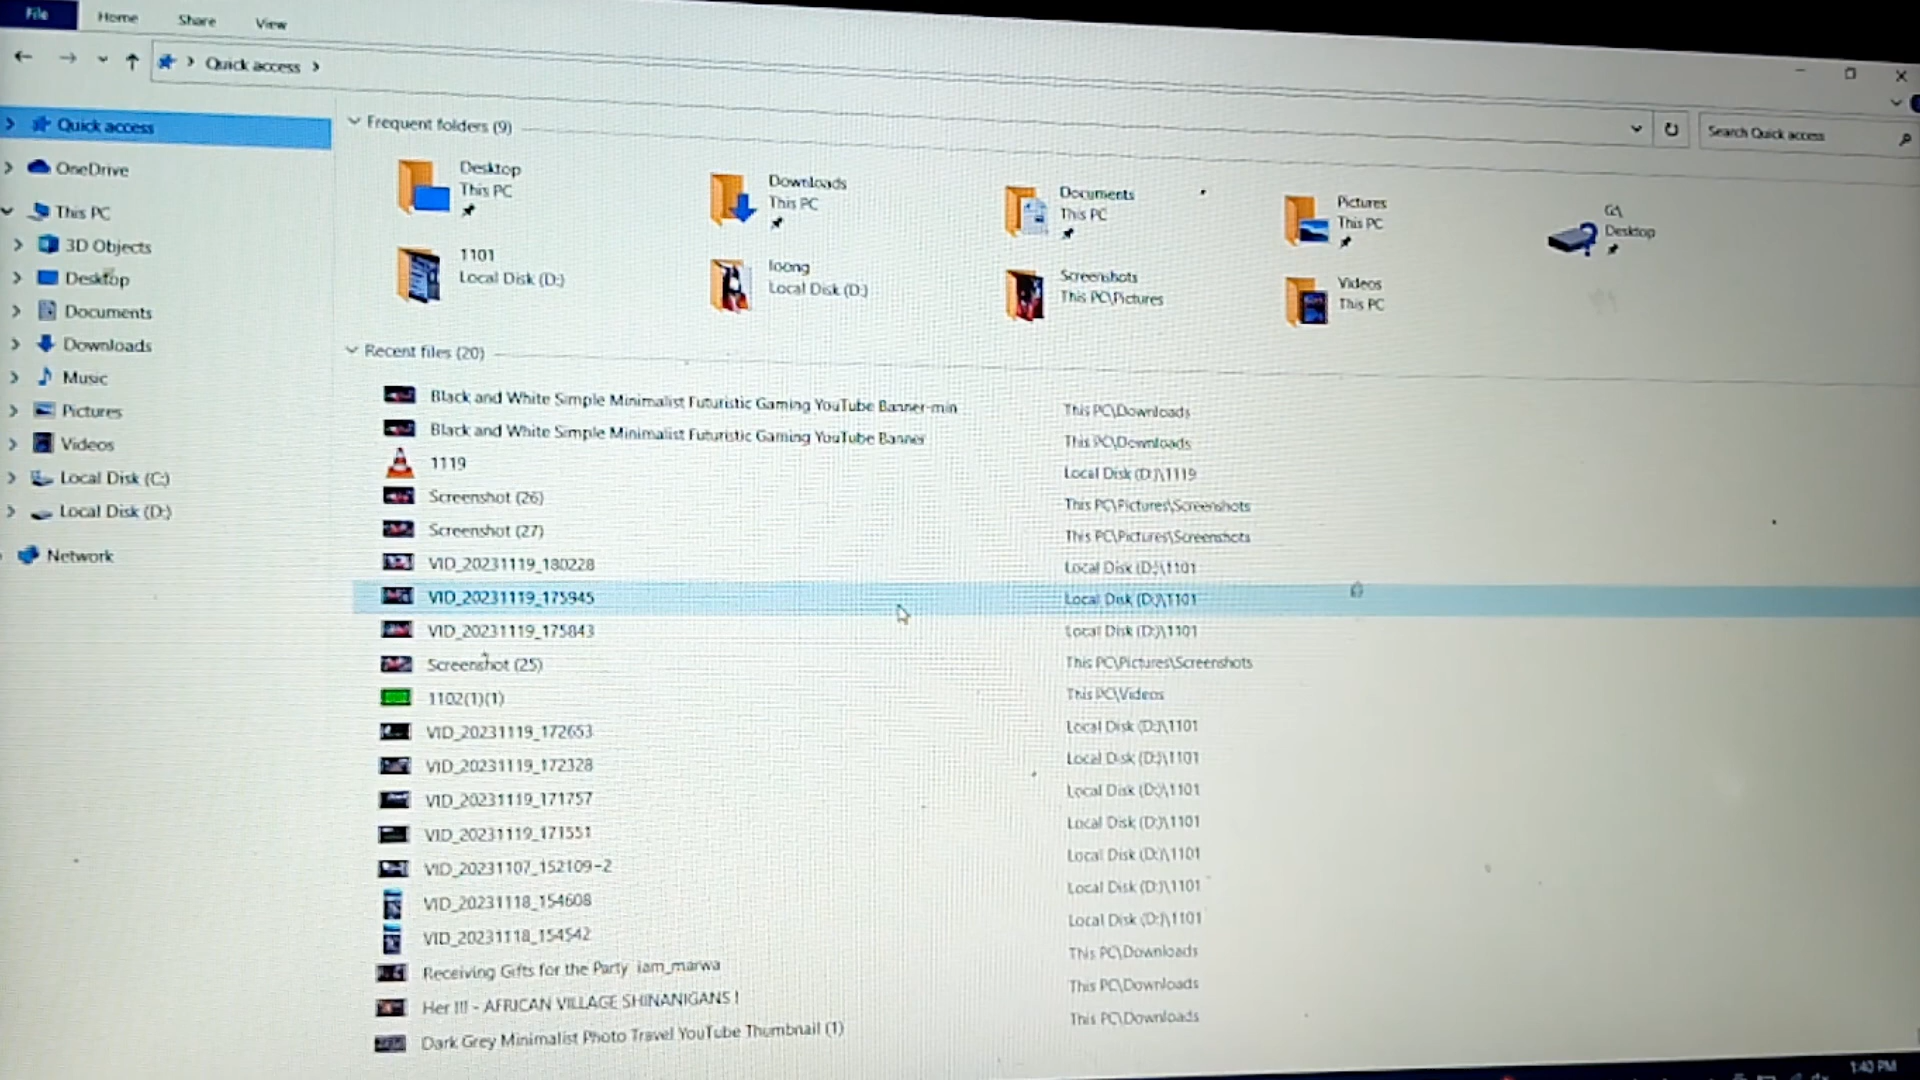 File Home Share View
Quick access
Search Quick access
Quick access
OneDrive
This PC
3D Objects
Desktop
Documents
Downloads
Music
Pictures
Videos
Local Disk (C:)
Local Disk (D:)
Network
Frequent folders (9)
Desktop
This PC
Downloads
This PC
Documents
This PC
Pictures
This PC
G:\
Desktop
1101
Local Disk (D:)
loong
Local Disk (D:)
Screenshots
This PC\Pictures
Videos
This PC
Recent files (20)
Black and White Simple Minimalist Futuristic Gaming YouTube Banner-min This PC\Downloads
Black and White Simple Minimalist Futuristic Gaming YouTube Banner This PC\Downloads
1119 Local Disk (D:)\1119
Screenshot (26) This PC\Pictures\Screenshots
Screenshot (27) This PC\Pictures\Screenshots
VID_20231119_180228 Local Disk (D:)\1101
VID_20231119_175945 Local Disk (D:)\1101
VID_20231119_175843 Local Disk (D:)\1101
Screenshot (25) This PC\Pictures\Screenshots
1102(1)(1) This PC\Videos
VID_20231119_172653 Local Disk (D:)\1101
VID_20231119_172328 Local Disk (D:)\1101
VID_20231119_171757 Local Disk (D:)\1101
VID_20231119_171551 Local Disk (D:)\1101
VID_20231107_152109-2 Local Disk (D:)\1101
VID_20231118_154608 Local Disk (D:)\1101
VID_20231118_154542 Local Disk (D:)\1101
Receiving Gifts for the Party iam_marwa This PC\Downloads
Her !!! - AFRICAN VILLAGE SHINANIGANS ! This PC\Downloads
Dark Grey Minimalist Photo Travel YouTube Thumbnail (1) This PC\Downloads
1:40 PM